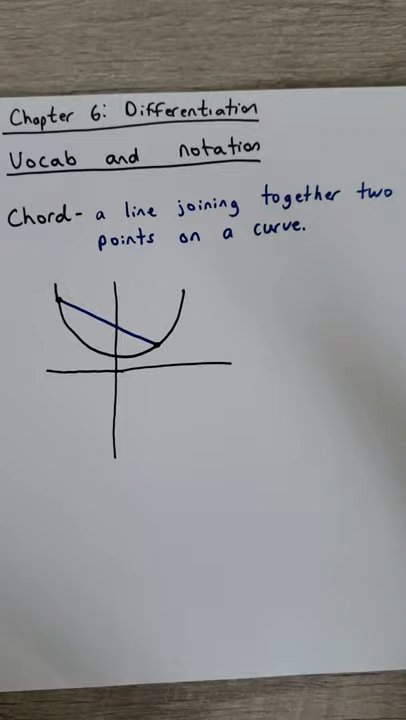 Chapter 6: Differentiation
Vocab and notation
Chord- a line joining together two
points on a curve.